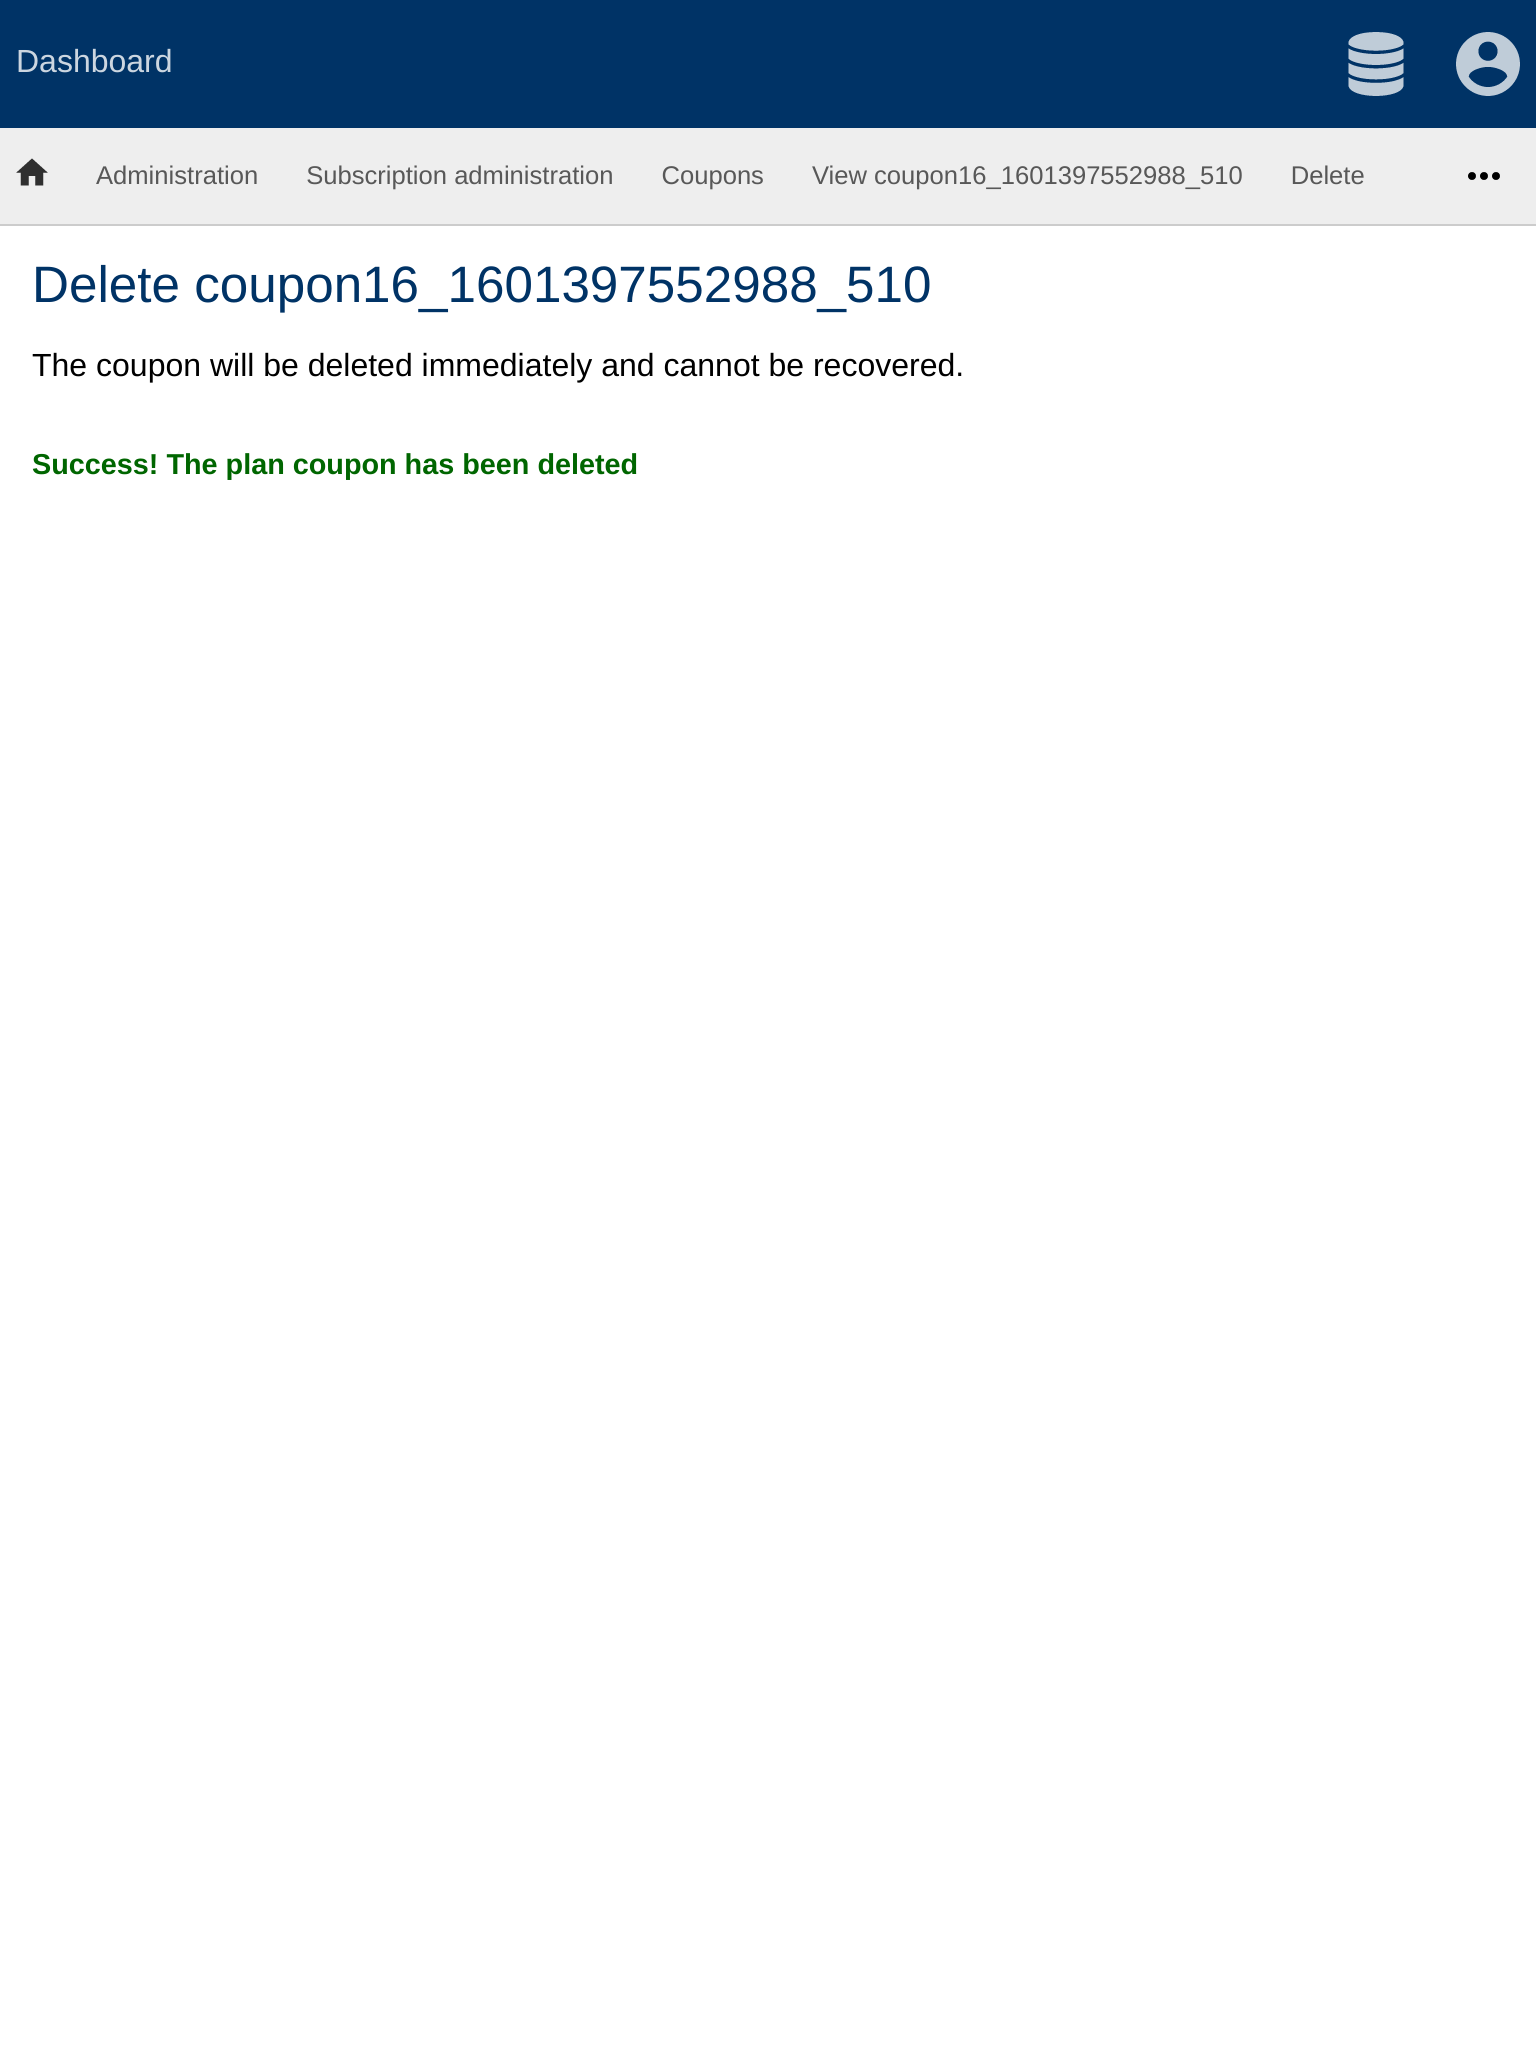 Dashboard
Administration Subscription administration Coupons View coupon16_1601397552988_510 Delete
Delete coupon16_1601397552988_510
The coupon will be deleted immediately and cannot be recovered.
Success! The plan coupon has been deleted